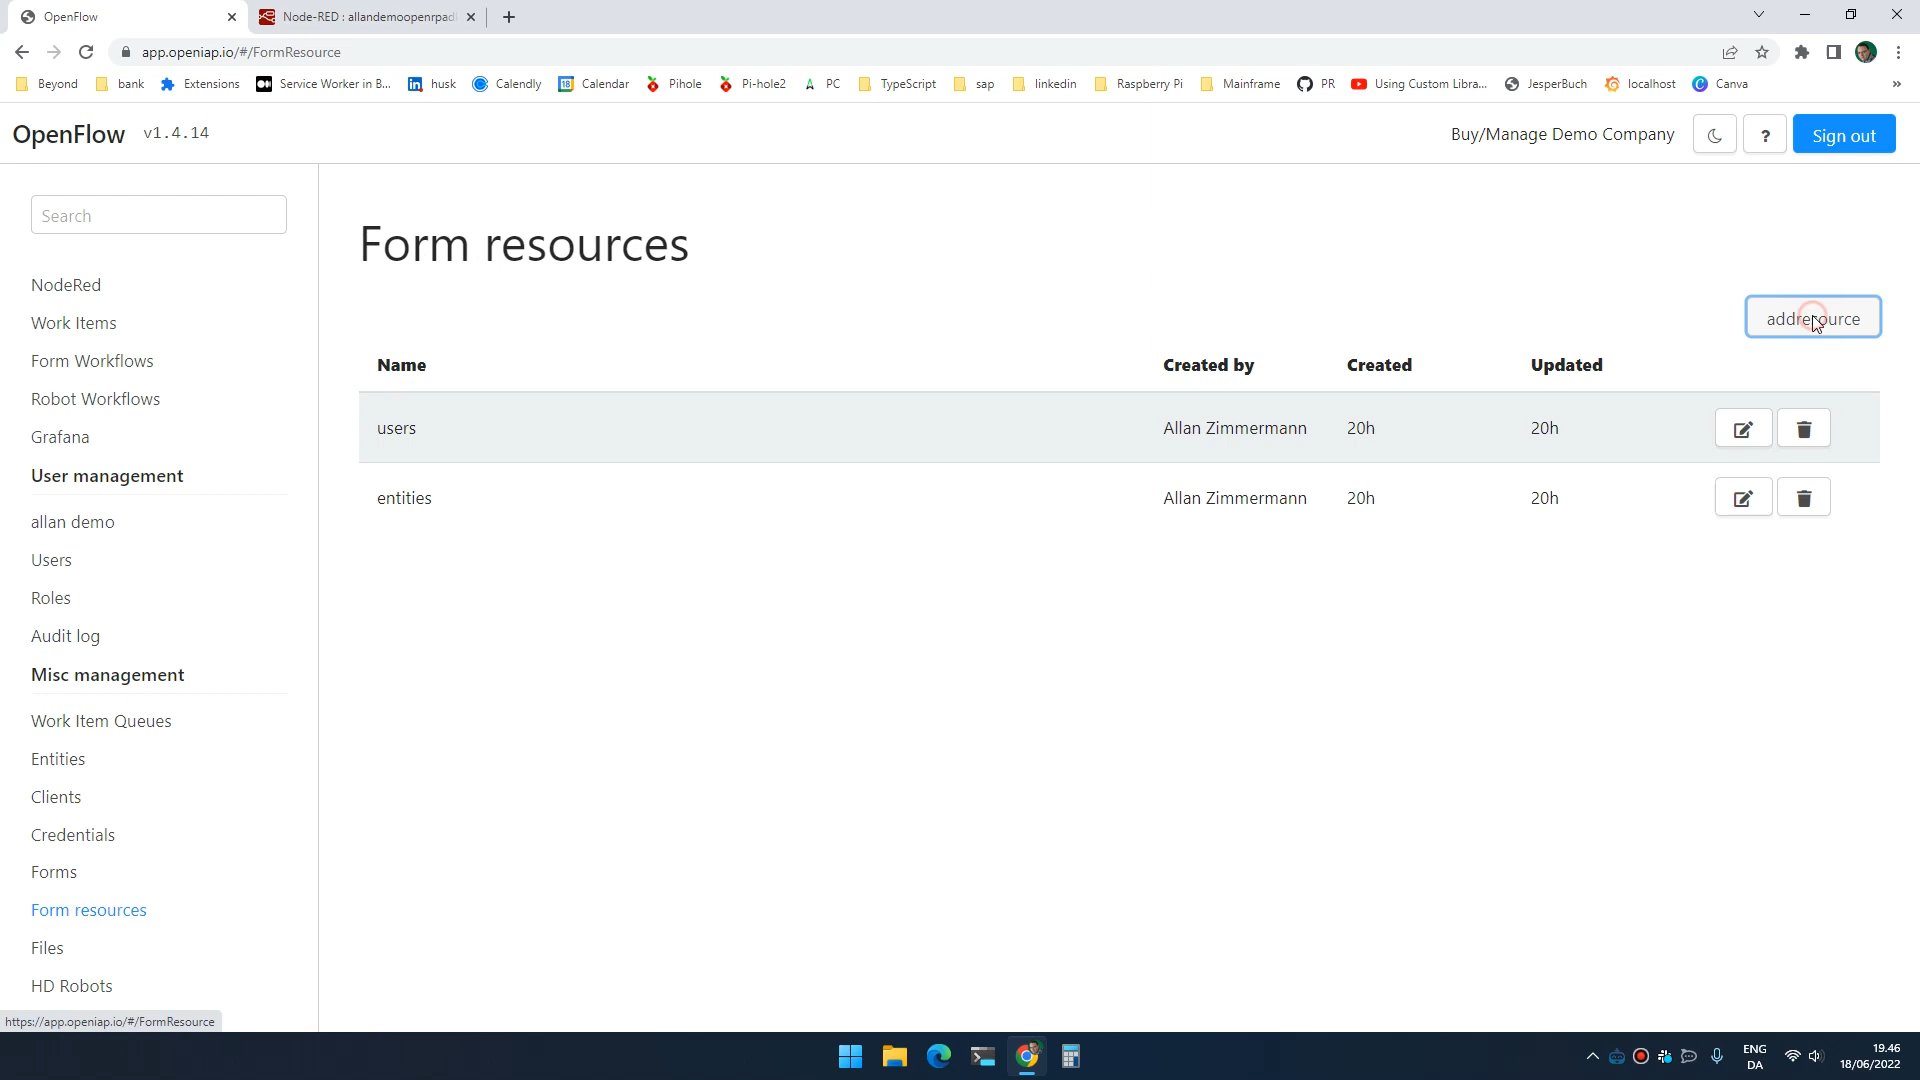 OpenFlow
Node-RED : allandemoopenrpadk
app.openiap.io/#/FormResource
Beyond bank Extensions Service Worker in B... husk Calendly Calendar Pihole Pi-hole2 PC TypeScript sap linkedin Raspberry Pi Mainframe PR Using Custom Libra... JesperBuch localhost Canva »
OpenFlow v1.4.14
Buy/Manage Demo Company ? Sign out
Search
NodeRed
Work Items
Form Workflows
Robot Workflows
Grafana
User management
allan demo
Users
Roles
Audit log
Misc management
Work Item Queues
Entities
Clients
Credentials
Forms
Form resources
Files
HD Robots
Form resources
addresource
Name Created by Created Updated
users Allan Zimmermann 20h 20h
entities Allan Zimmermann 20h 20h
https://app.openiap.io/#/FormResource
ENG
DA
19.46
18/06/2022